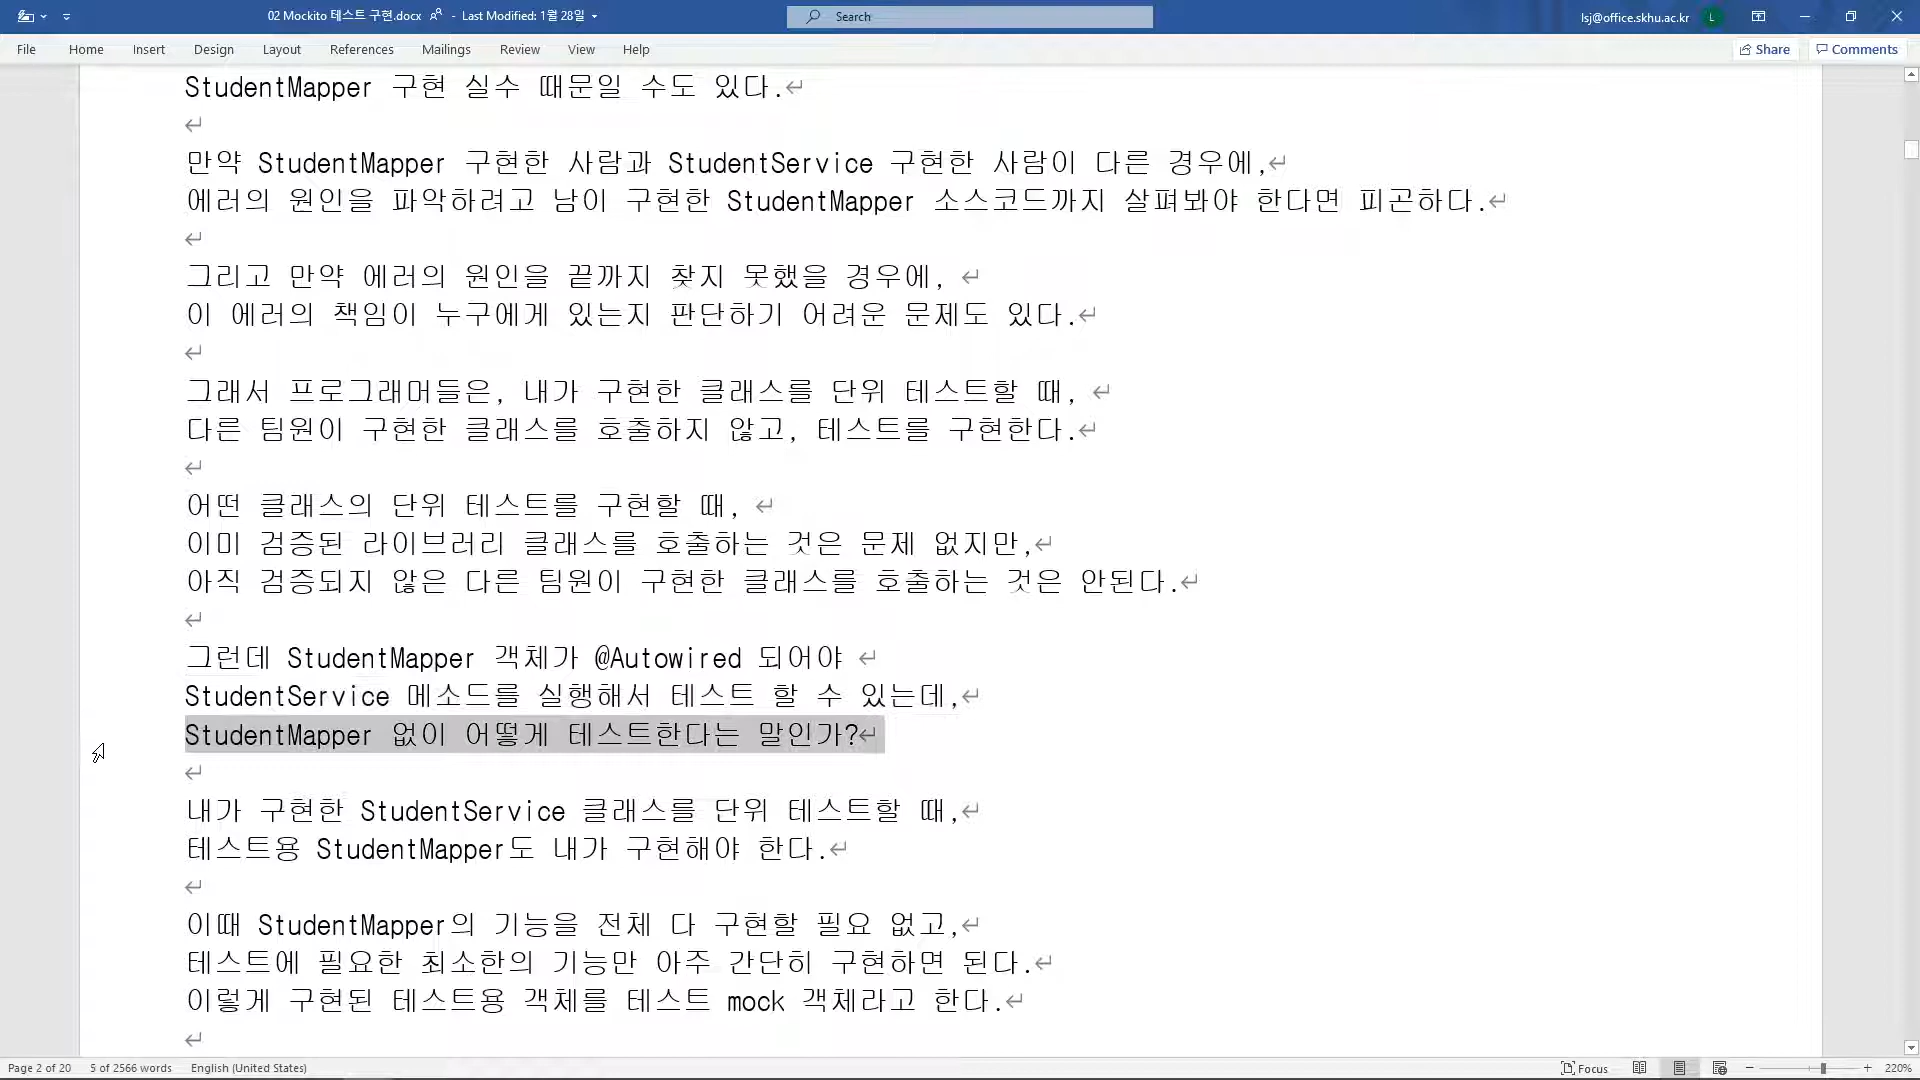 02 Mockito 테스트 구현.docx - Last Modified: 1월 28일
Search
lsj@office.skhu.ac.kr
L
File Home Insert Design Layout References Mailings Review View Help
Share Comments
StudentMapper 구현 실수 때문일 수도 있다.↵
↵
만약 StudentMapper 구현한 사람과 StudentService 구현한 사람이 다른 경우에,↵
에러의 원인을 파악하려고 남이 구현한 StudentMapper 소스코드까지 살펴봐야 한다면 피곤하다.↵
↵
그리고 만약 에러의 원인을 끝까지 찾지 못했을 경우에, ↵
이 에러의 책임이 누구에게 있는지 판단하기 어려운 문제도 있다.↵
↵
그래서 프로그래머들은, 내가 구현한 클래스를 단위 테스트할 때, ↵
다른 팀원이 구현한 클래스를 호출하지 않고, 테스트를 구현한다.↵
↵
어떤 클래스의 단위 테스트를 구현할 때, ↵
이미 검증된 라이브러리 클래스를 호출하는 것은 문제 없지만,↵
아직 검증되지 않은 다른 팀원이 구현한 클래스를 호출하는 것은 안된다.↵
↵
그런데 StudentMapper 객체가 @Autowired 되어야 ↵
StudentService 메소드를 실행해서 테스트 할 수 있는데,↵
StudentMapper 없이 어떻게 테스트한다는 말인가?↵
↵
내가 구현한 StudentService 클래스를 단위 테스트할 때,↵
테스트용 StudentMapper도 내가 구현해야 한다.↵
↵
이때 StudentMapper의 기능을 전체 다 구현할 필요 없고,↵
테스트에 필요한 최소한의 기능만 아주 간단히 구현하면 된다.↵
이렇게 구현된 테스트용 객체를 테스트 mock 객체라고 한다.↵
↵
Page 2 of 20 5 of 2566 words English (United States)
Focus
220%